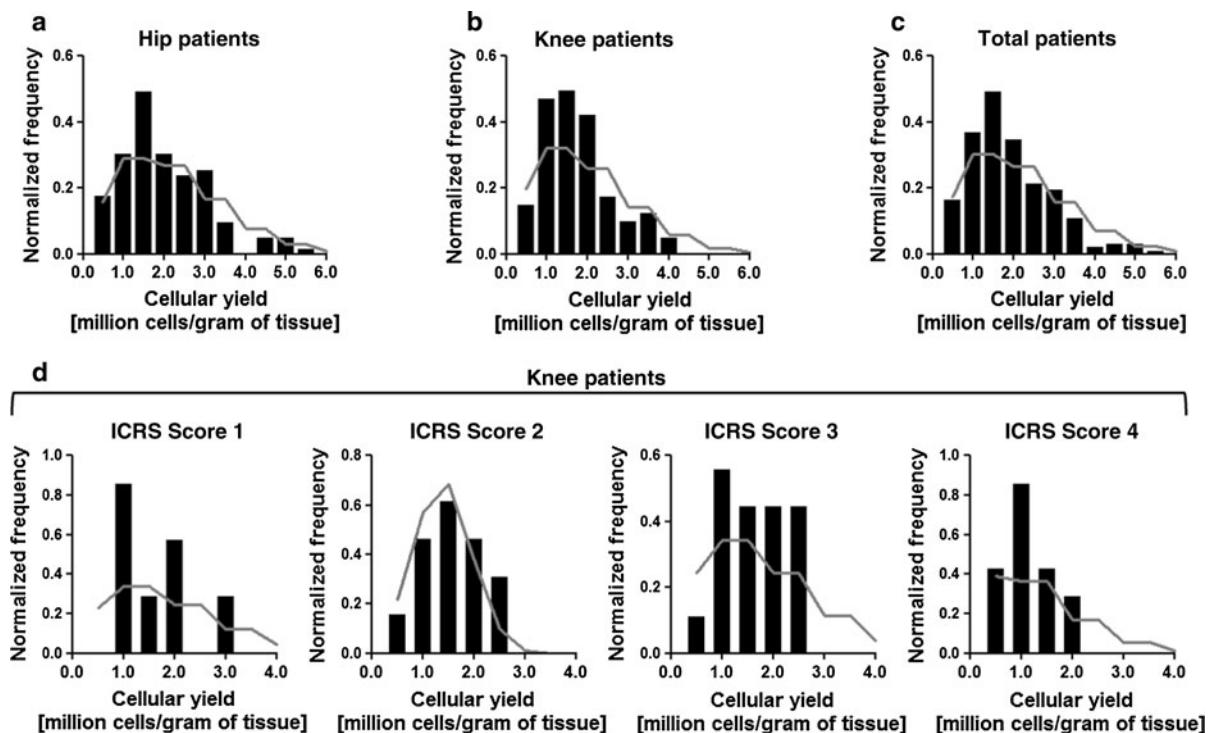 a
Hip patients
Normalized frequency
0.6
0.4
0.2
0.0
0.0 1.0 2.0 3.0 4.0 5.0 6.0
Cellular yield
[million cells/gram of tissue]
b
Knee patients
Normalized frequency
0.6
0.4
0.2
0.0
0.0 1.0 2.0 3.0 4.0 5.0 6.0
Cellular yield
[million cells/gram of tissue]
c
Total patients
Normalized frequency
0.6
0.4
0.2
0.0
0.0 1.0 2.0 3.0 4.0 5.0 6.0
Cellular yield
[million cells/gram of tissue]
d
Knee patients
ICRS Score 1
Normalized frequency
1.0
0.8
0.6
0.4
0.2
0.0
0.0 1.0 2.0 3.0 4.0
Cellular yield
[million cells/gram of tissue]
ICRS Score 2
Normalized frequency
0.8
0.6
0.4
0.2
0.0
0.0 1.0 2.0 3.0 4.0
Cellular yield
[million cells/gram of tissue]
ICRS Score 3
Normalized frequency
0.6
0.4
0.2
0.0
0.0 1.0 2.0 3.0 4.0
Cellular yield
[million cells/gram of tissue]
ICRS Score 4
Normalized frequency
1.0
0.8
0.6
0.4
0.2
0.0
0.0 1.0 2.0 3.0 4.0
Cellular yield
[million cells/gram of tissue]